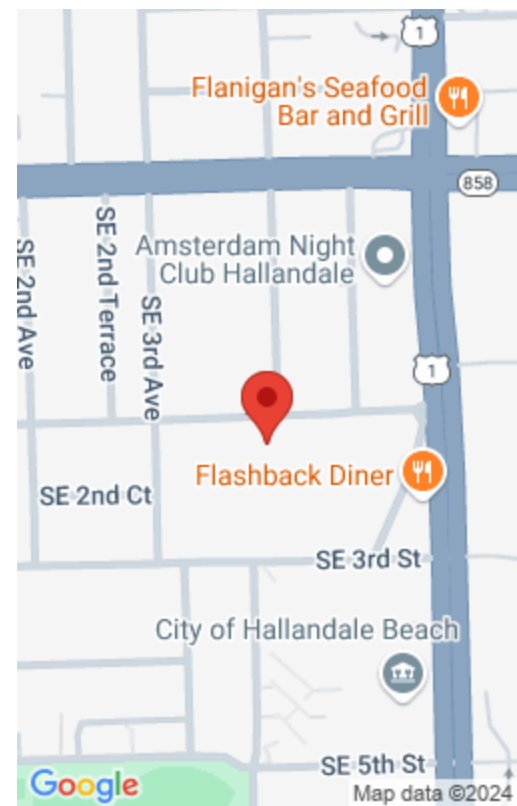 1
Flanigan's Seafood
Bar and Grill
858
SE 2nd Ave
SE 2nd Terrace
SE 3rd Ave
Amsterdam Night
Club Hallandale
1
Flashback Diner
SE 2nd Ct
SE 3rd St
City of Hallandale Beach
SE 5th St
Google
Map data ©2024